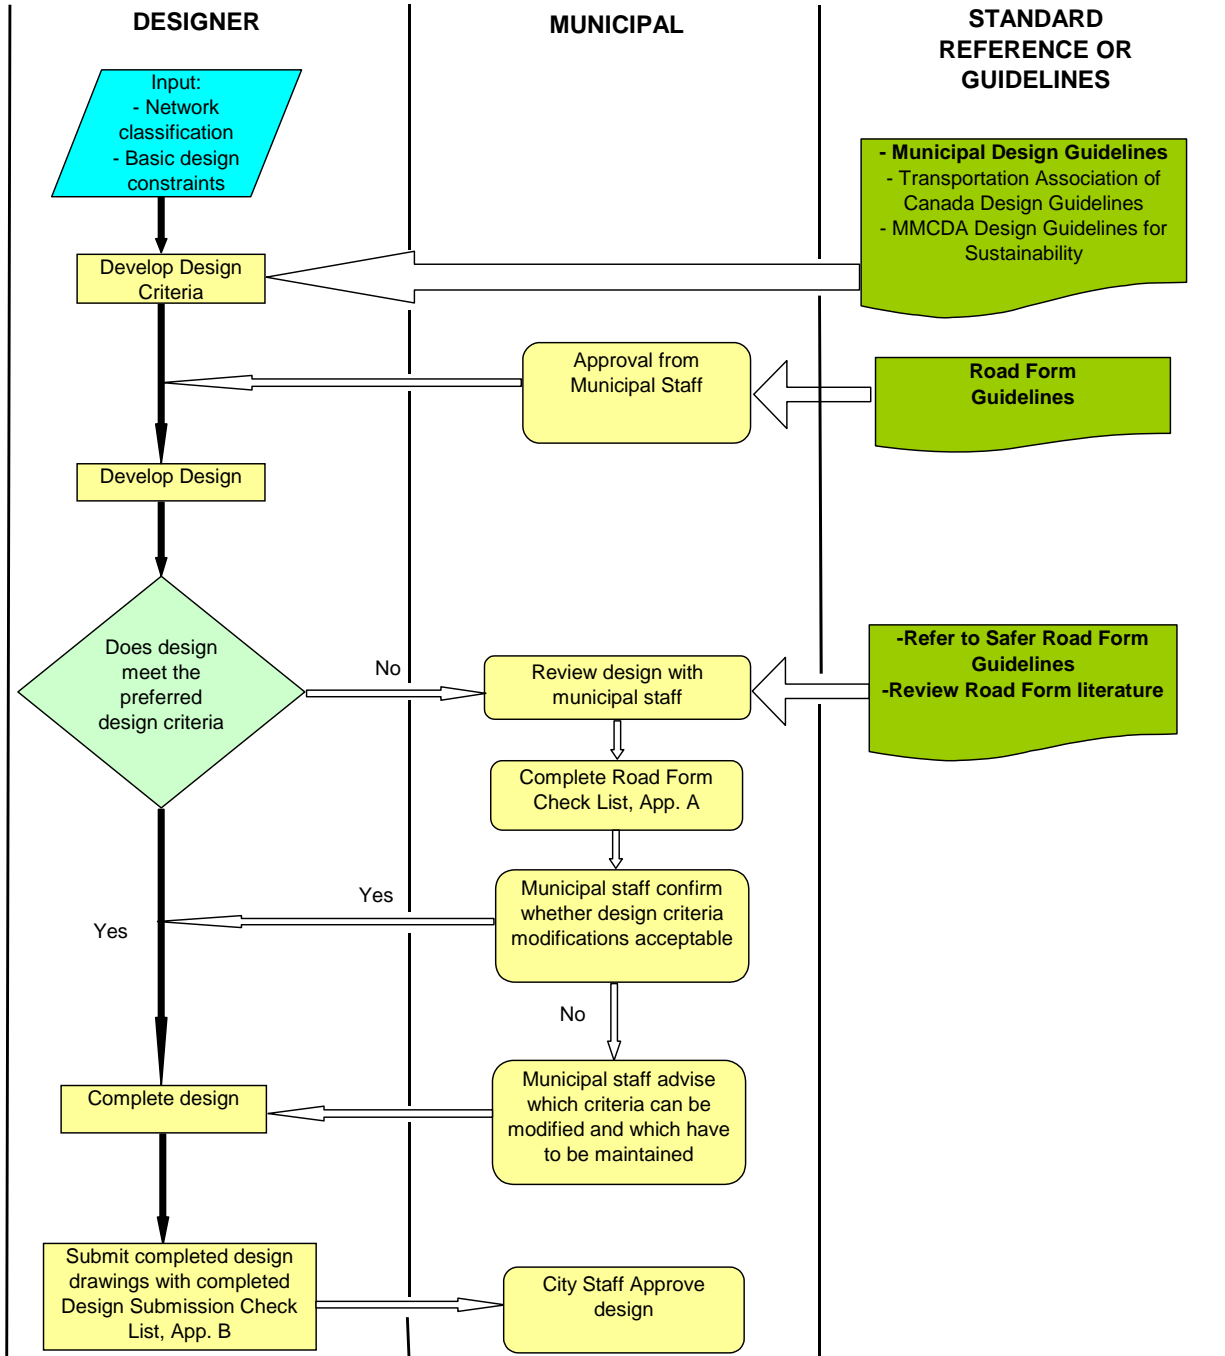 DESIGNER
MUNICIPAL
STANDARD
REFERENCE OR
GUIDELINES
Input:
- Network
classification
- Basic design
constraints
- Municipal Design Guidelines
- Transportation Association of
Canada Design Guidelines
- MMCDA Design Guidelines for
Sustainability
Develop Design
Criteria
Approval from
Municipal Staff
Road Form
Guidelines
Develop Design
Does design
meet the
preferred
design criteria
No
Review design with
municipal staff
-Refer to Safer Road Form
Guidelines
-Review Road Form literature
Complete Road Form
Check List, App. A
Municipal staff confirm
whether design criteria
modifications acceptable
Yes
Yes
No
Municipal staff advise
which criteria can be
modified and which have
to be maintained
Complete design
Submit completed design
drawings with completed
Design Submission Check
List, App. B
City Staff Approve
design